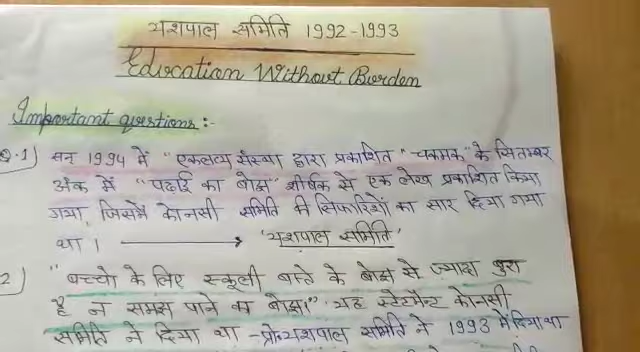 यशपाल समिति 1992-1993
Education Without Burden
Important questions:-
Q.1) सन् 1994 में "एकलव्य संस्था द्वारा प्रकाशित "चकमक" के सितम्बर
अंक में "पढाई का बोझ" शीर्षक से एक लेख प्रकाशित किया
गया, जिसमें कोनसी समिति की सिफारिशों का सार दिया गया
था। → 'यशपाल समिति'
2) "बच्चो के लिए स्कूली बस्ते के बोझ से ज्यादा बुरा
है न समझ पाने का बोझ।" यह स्टेटमेंट कोनसी
समिति ने दिया था - प्रो. यशपाल समिति ने 1993 में दिया था